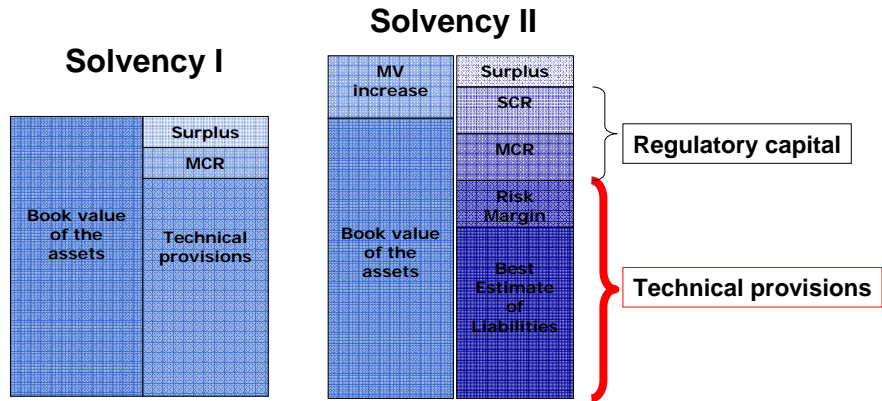 Solvency I
Surplus
MCR
Book value
of the
assets
Technical
provisions
Solvency II
MV
increase
Book value
of the
assets
Surplus
SCR
MCR
Risk
Margin
Best
Estimate
of
Liabilities
Regulatory capital
Technical provisions